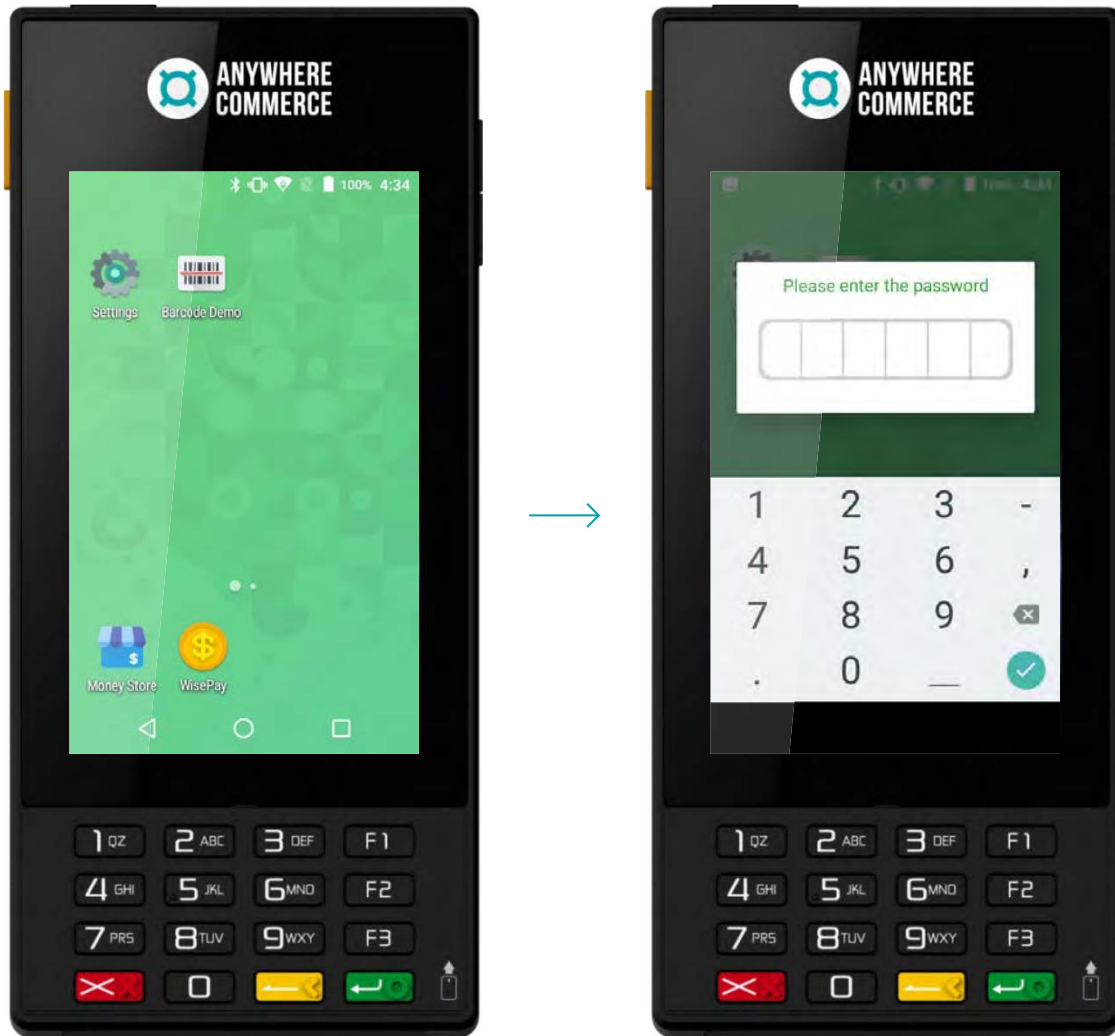 ANYWHERE
COMMERCE
100% 4:34
Settings Barcode Demo
Money Store WisePay
1 QZ 2 ABC 3 DEF F1
4 GHI 5 JKL 6 MNO F2
7 PRS 8 TUV 9 WXY F3
0
ANYWHERE
COMMERCE
Please enter the password
1 2 3 -
4 5 6 ,
7 8 9
. 0 _
1 QZ 2 ABC 3 DEF F1
4 GHI 5 JKL 6 MNO F2
7 PRS 8 TUV 9 WXY F3
0